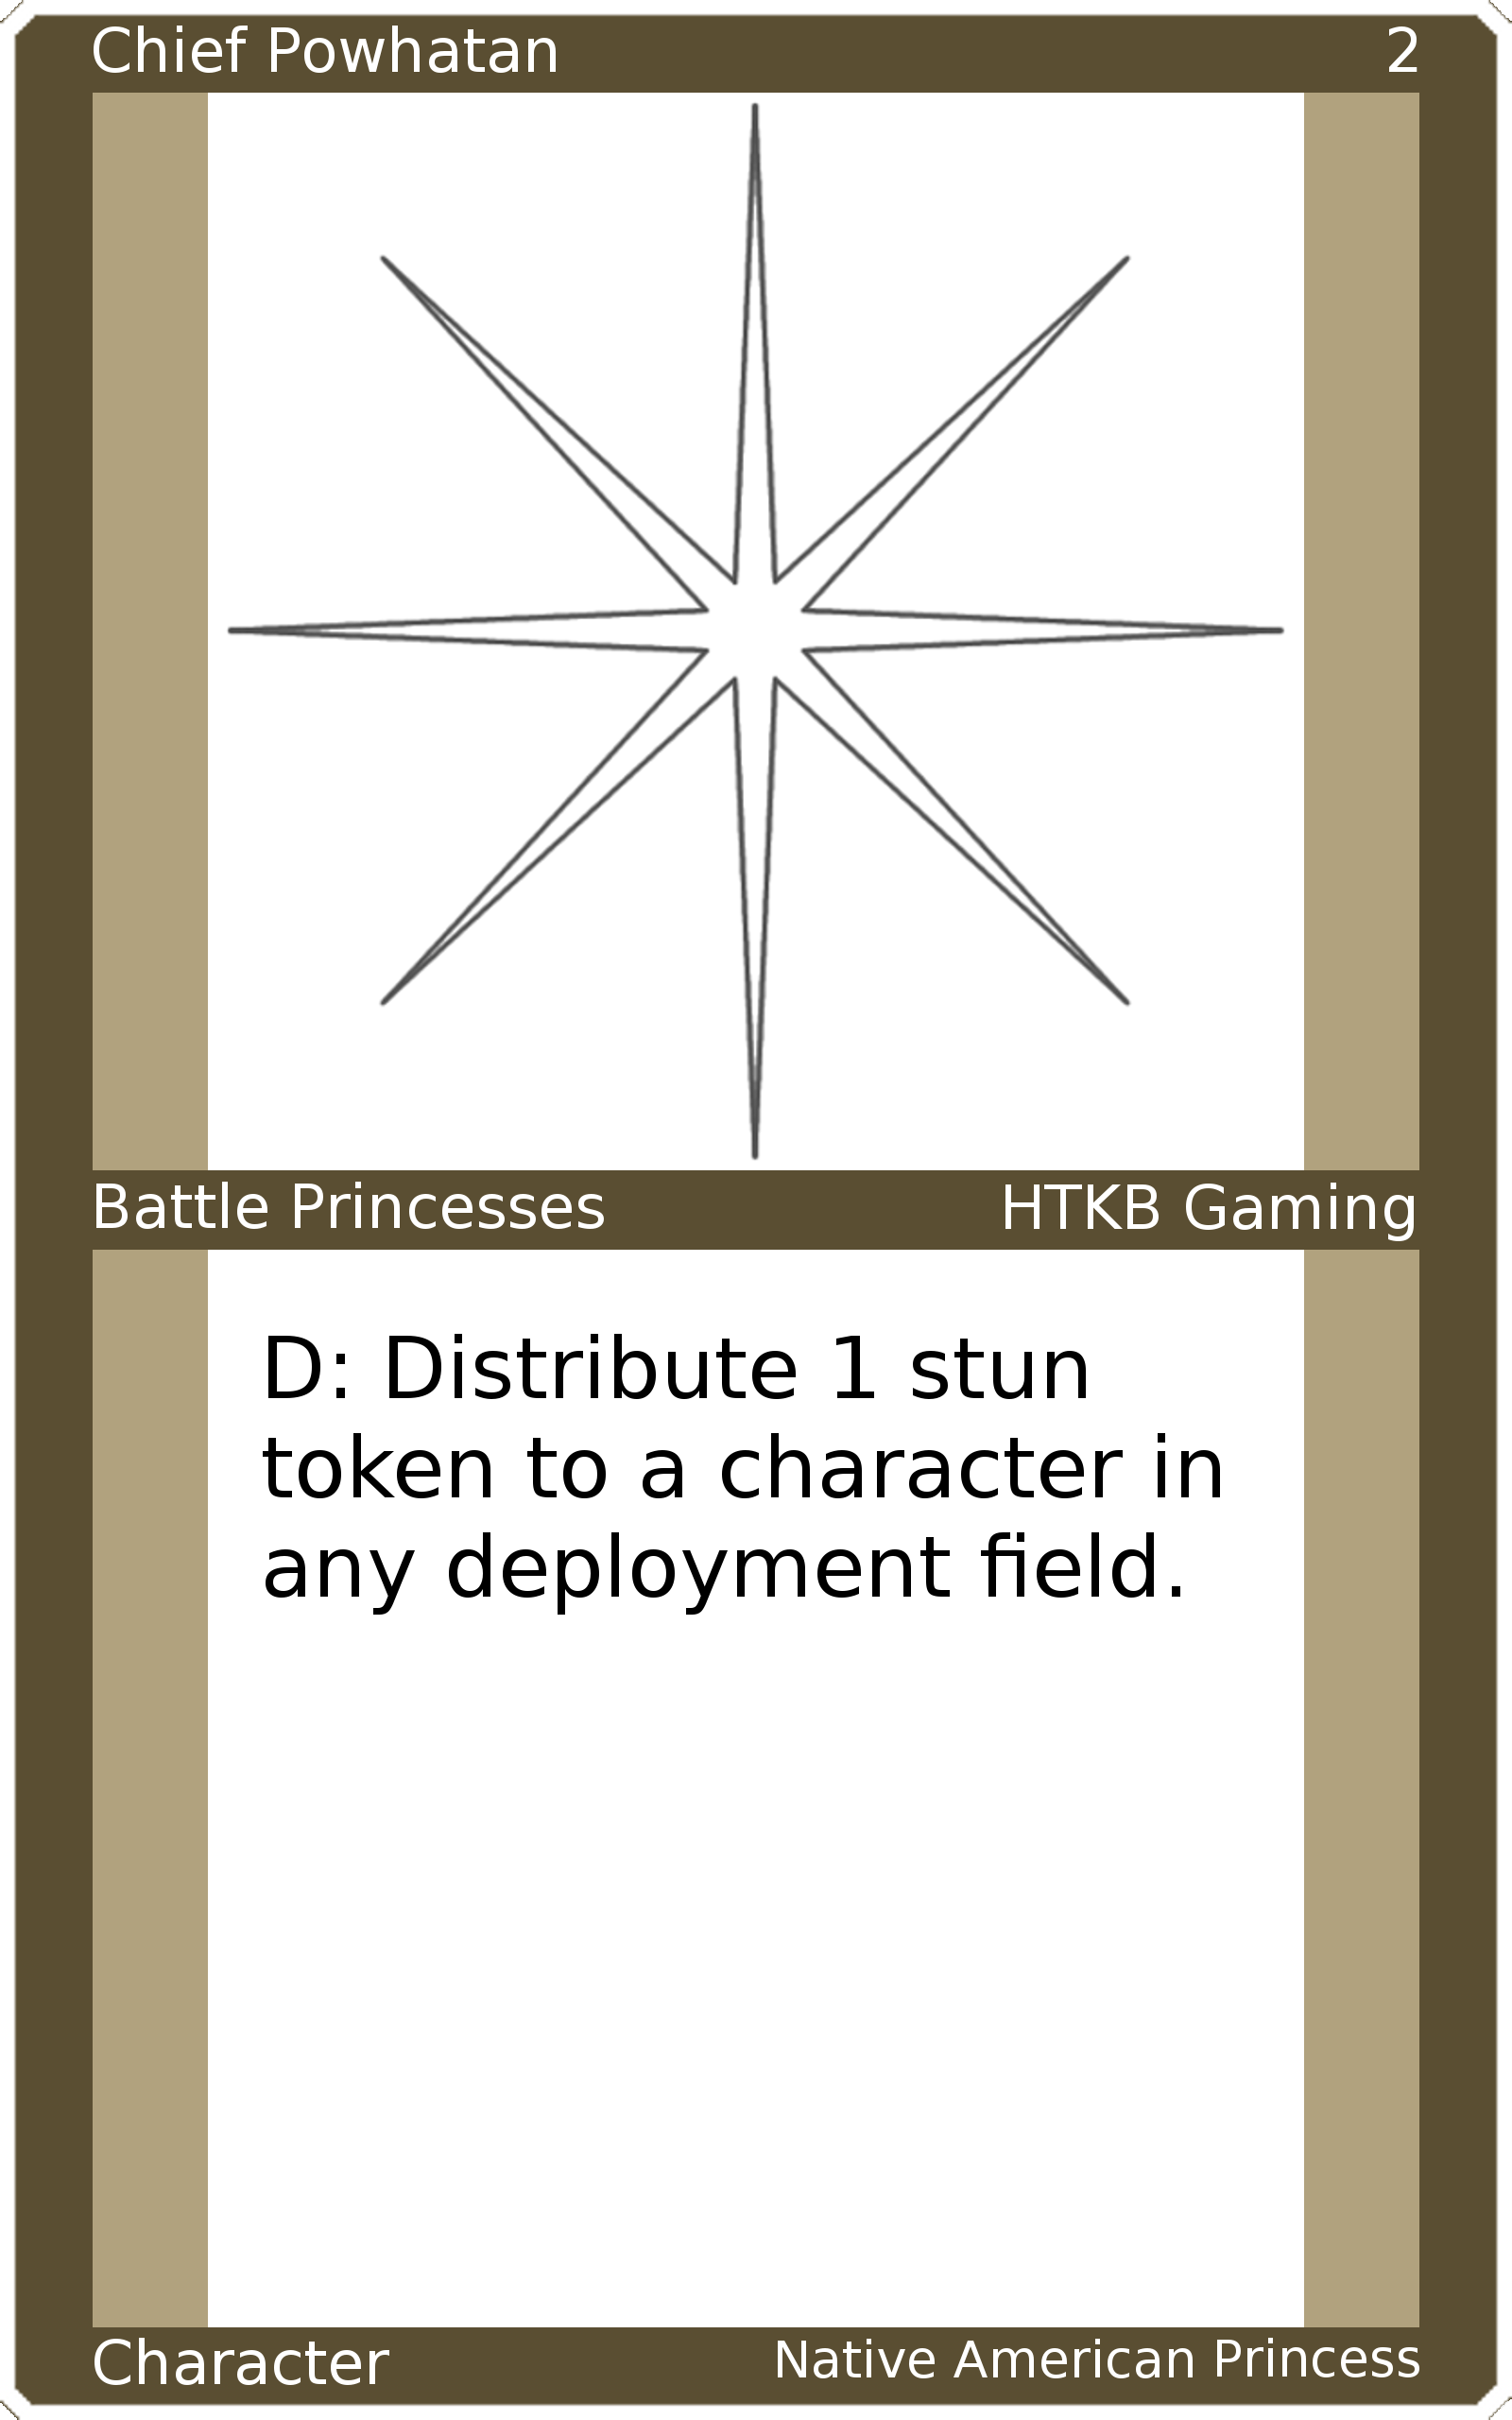 Chief Powhatan 2
Battle Princesses HTKB Gaming
D: Distribute 1 stun
token to a character in
any deployment field.
Character Native American Princess